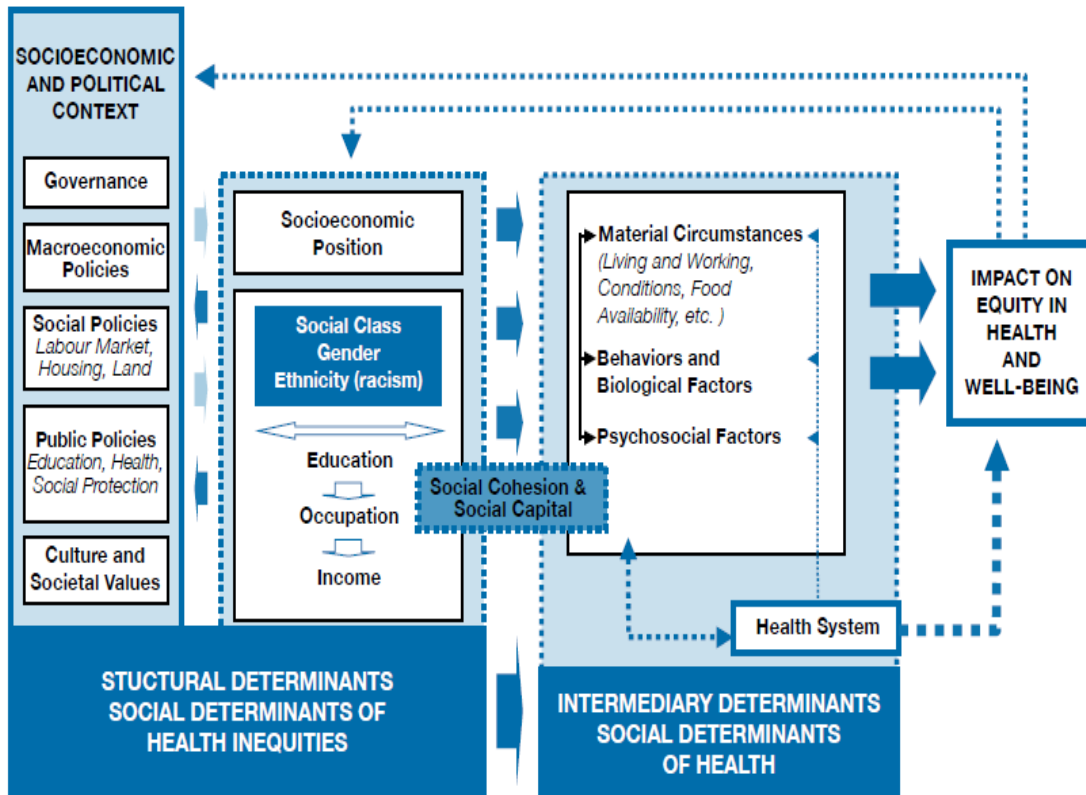 SOCIOECONOMIC
AND POLITICAL
CONTEXT
Governance
Macroeconomic
Policies
Social Policies
Labour Market,
Housing, Land
Public Policies
Education, Health,
Social Protection
Culture and
Societal Values
Socioeconomic
Position
Social Class
Gender
Ethnicity (racism)
Education
Occupation
Income
Social Cohesion &
Social Capital
Material Circumstances
(Living and Working,
Conditions, Food
Availability, etc. )
Behaviors and
Biological Factors
Psychosocial Factors
Health System
IMPACT ON
EQUITY IN
HEALTH
AND
WELL-BEING
STUCTURAL DETERMINANTS
SOCIAL DETERMINANTS OF
HEALTH INEQUITIES
INTERMEDIARY DETERMINANTS
SOCIAL DETERMINANTS
OF HEALTH